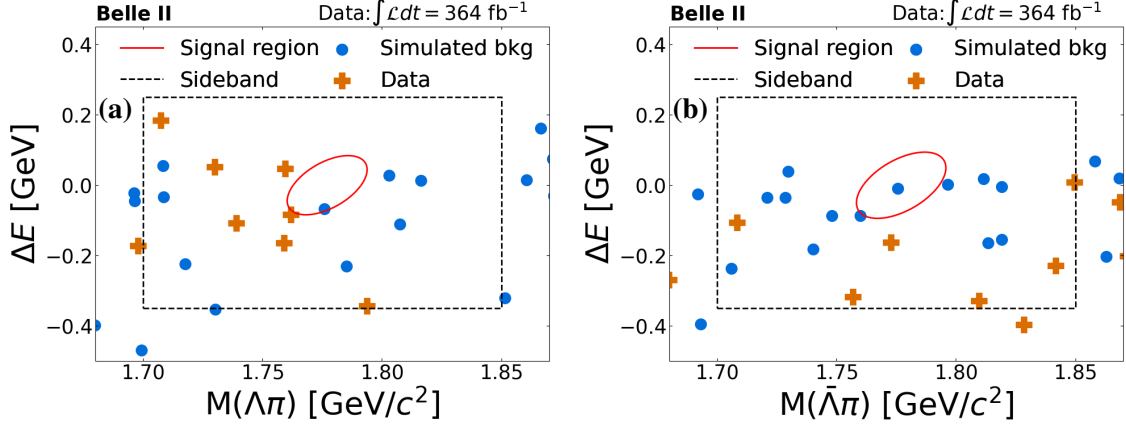 Belle II Data: ∫ℒdt = 364 fb⁻¹
Signal region Simulated bkg
Sideband Data
(a)
0.4
0.2
0.0
−0.2
−0.4
ΔE [GeV]
1.70 1.75 1.80 1.85
M(Λπ) [GeV/c²]
Belle II Data: ∫ℒdt = 364 fb⁻¹
Signal region Simulated bkg
Sideband Data
(b)
0.4
0.2
0.0
−0.2
−0.4
ΔE [GeV]
1.70 1.75 1.80 1.85
M(Λ̄π) [GeV/c²]